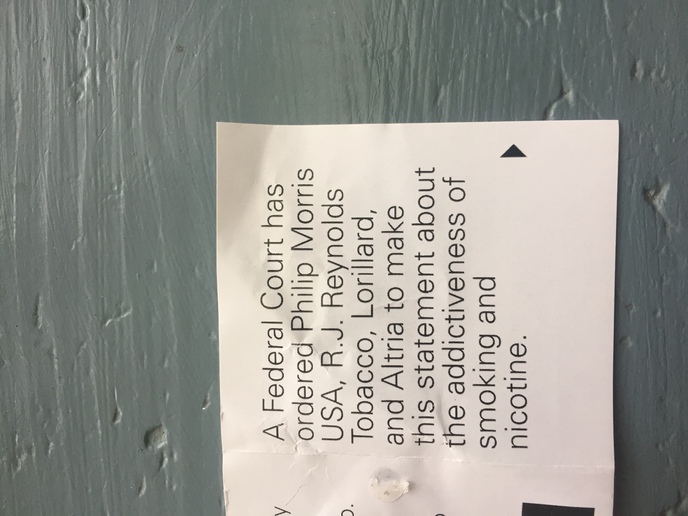 A Federal Court has
ordered Philip Morris
USA, R.J. Reynolds
Tobacco, Lorillard,
and Altria to make
this statement about
the addictiveness of
smoking and
nicotine.